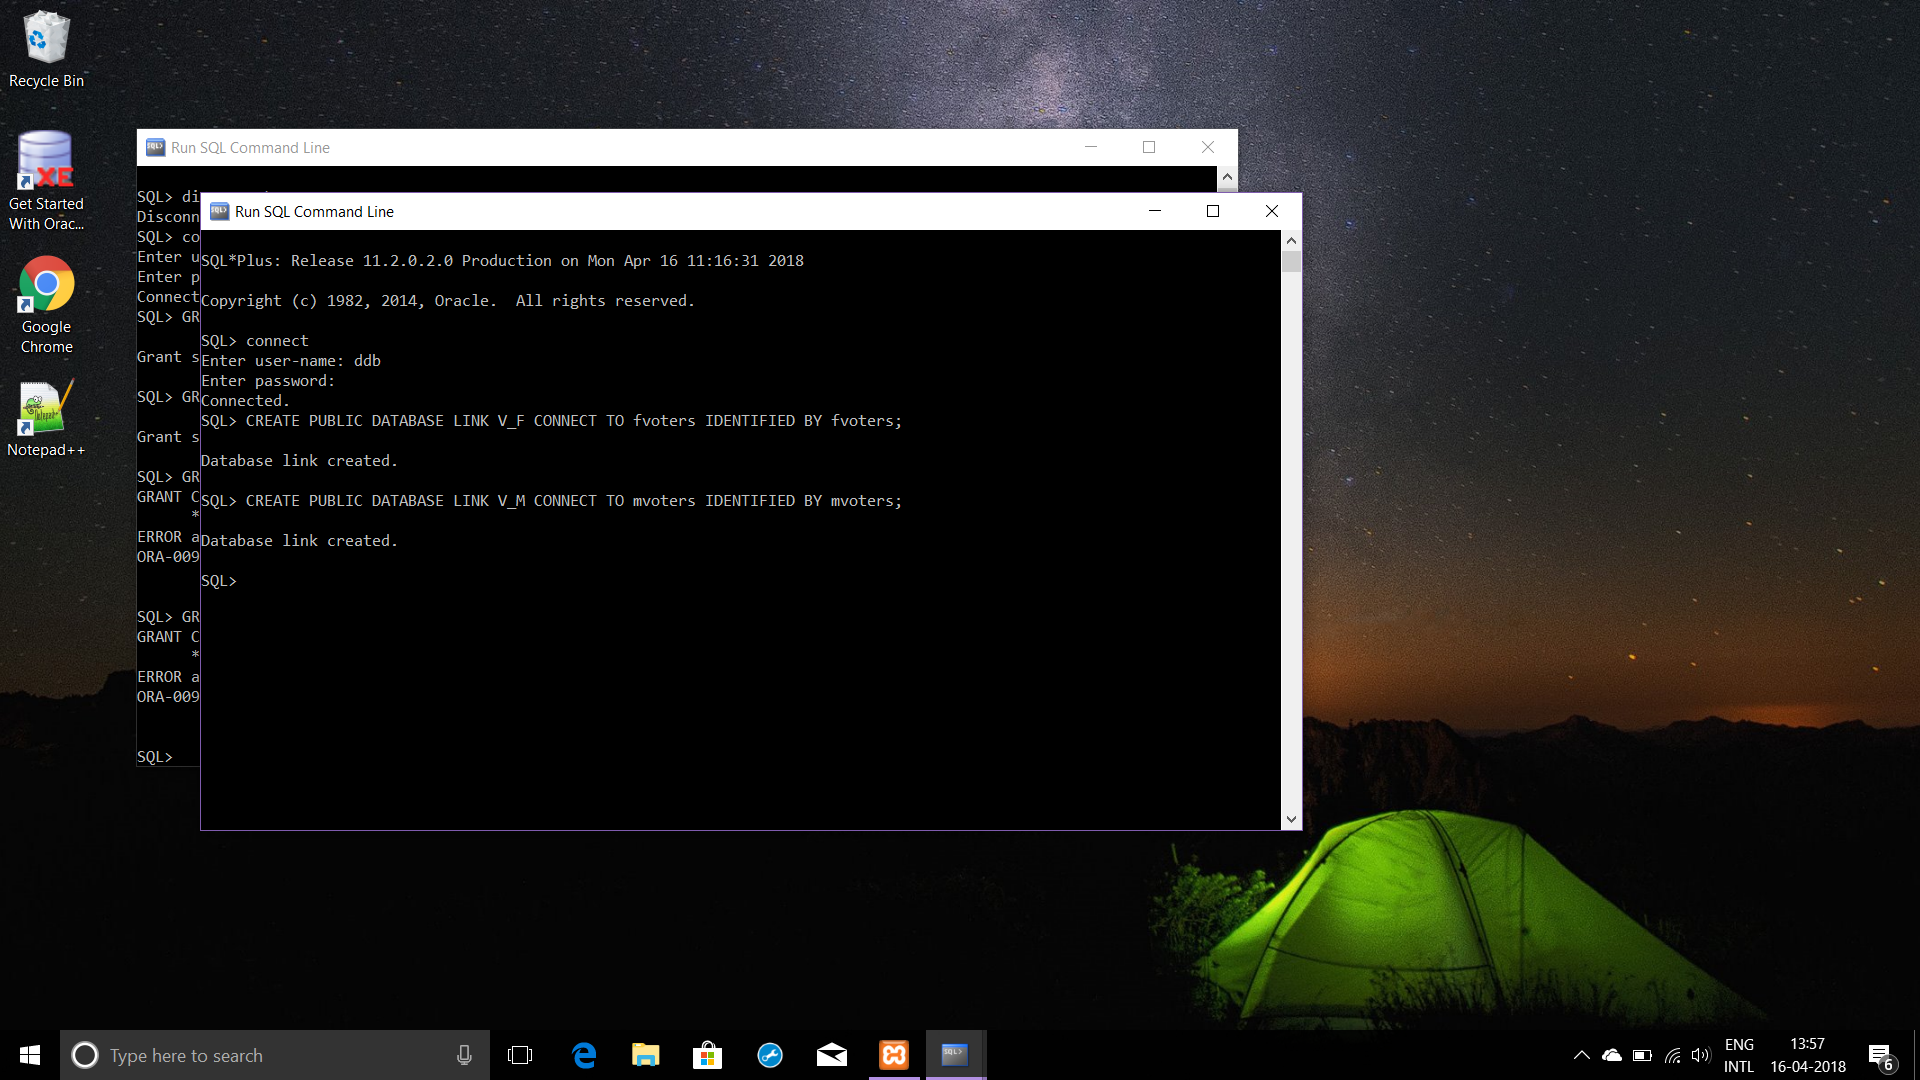 Recycle Bin
Get Started
With Orac...
Google
Chrome
Notepad++
Run SQL Command Line
SQL> di
Disconn
SQL> co
Enter u
Enter p
Connect
SQL> GR
Grant s
SQL> GR
Grant s
SQL> GR
GRANT C
*
ERROR a
ORA-009
SQL> GR
GRANT C
*
ERROR a
ORA-009
SQL>
Run SQL Command Line
SQL*Plus: Release 11.2.0.2.0 Production on Mon Apr 16 11:16:31 2018
Copyright (c) 1982, 2014, Oracle.  All rights reserved.
SQL> connect
Enter user-name: ddb
Enter password:
Connected.
SQL> CREATE PUBLIC DATABASE LINK V_F CONNECT TO fvoters IDENTIFIED BY fvoters;
Database link created.
SQL> CREATE PUBLIC DATABASE LINK V_M CONNECT TO mvoters IDENTIFIED BY mvoters;
Database link created.
SQL>
Type here to search
ENG
INTL
13:57
16-04-2018
6